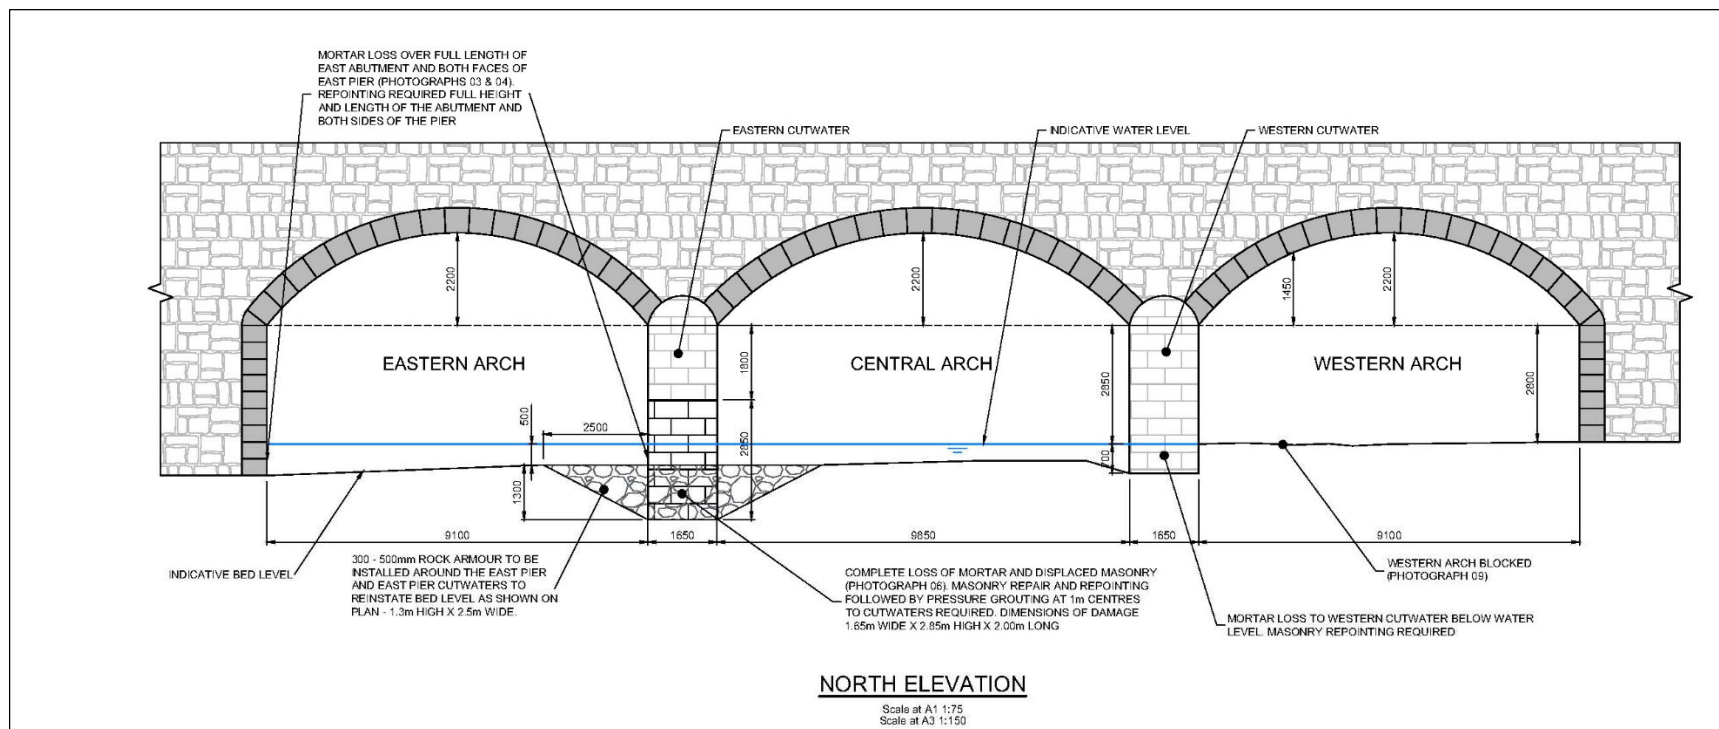 MORTAR LOSS OVER FULL LENGTH OF
EAST ABUTMENT AND BOTH FACES OF
EAST PIER (PHOTOGRAPHS 03 & 04).
REPOINTING REQUIRED FULL HEIGHT
AND LENGTH OF THE ABUTMENT AND
BOTH SIDES OF THE PIER
EASTERN CUTWATER
INDICATIVE WATER LEVEL
WESTERN CUTWATER
2200
2200
1450
2200
EASTERN ARCH
CENTRAL ARCH
WESTERN ARCH
1800
2850
2800
500
2500
2850
700
1300
9100
1650
9850
1650
9100
INDICATIVE BED LEVEL
300 - 500mm ROCK ARMOUR TO BE
INSTALLED AROUND THE EAST PIER
AND EAST PIER CUTWATERS TO
REINSTATE BED LEVEL AS SHOWN ON
PLAN - 1.3m HIGH X 2.5m WIDE.
COMPLETE LOSS OF MORTAR AND DISPLACED MASONRY
(PHOTOGRAPH 06). MASONRY REPAIR AND REPOINTING
FOLLOWED BY PRESSURE GROUTING AT 1m CENTRES
TO CUTWATERS REQUIRED. DIMENSIONS OF DAMAGE
1.65m WIDE X 2.85m HIGH X 2.00m LONG
WESTERN ARCH BLOCKED
(PHOTOGRAPH 09)
MORTAR LOSS TO WESTERN CUTWATER BELOW WATER
LEVEL. MASONRY REPOINTING REQUIRED
NORTH ELEVATION
Scale at A1 1:75
Scale at A3 1:150